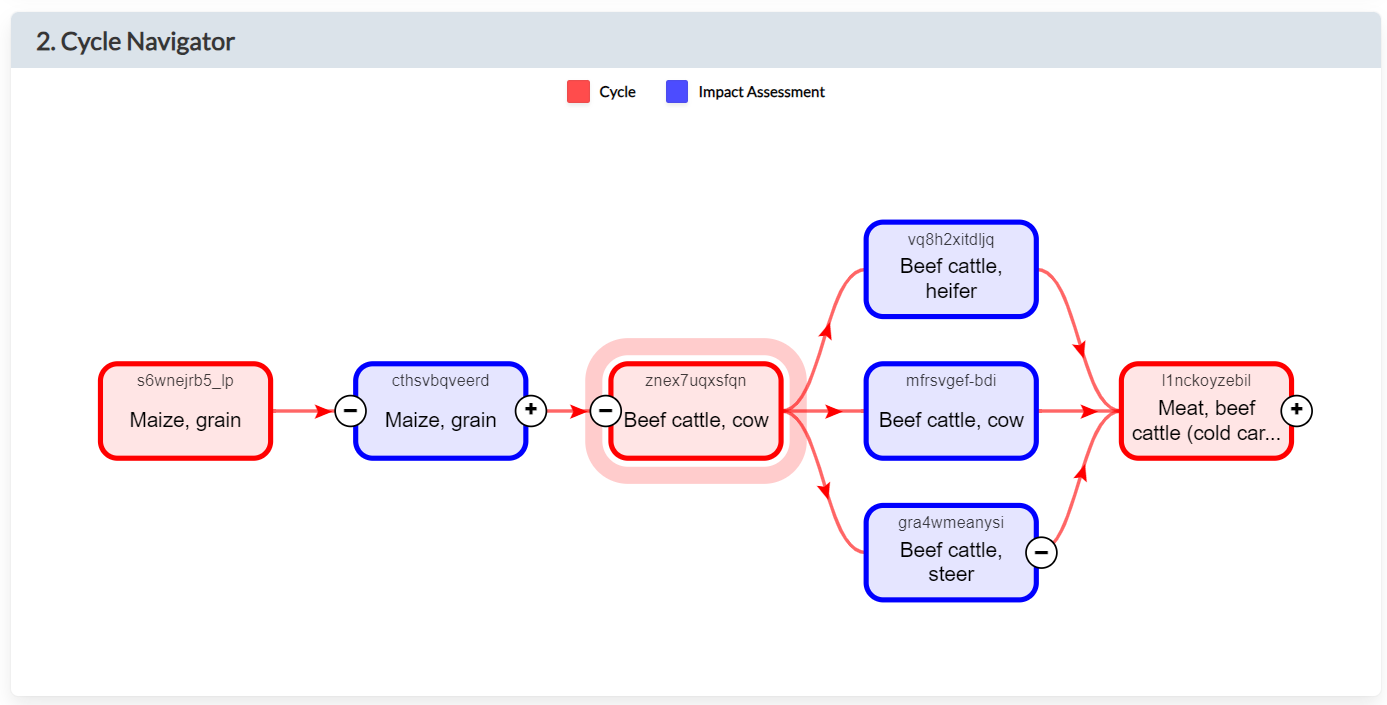 2. Cycle Navigator
Cycle
Impact Assessment
s6wnejrb5_lp
Maize, grain
cthsvbqveerd
Maize, grain
znex7uqxsfqn
Beef cattle, cow
vq8h2xitdljq
Beef cattle,
heifer
mfrsvgef-bdi
Beef cattle, cow
gra4wmeanysi
Beef cattle,
steer
l1nckoyzebil
Meat, beef
cattle (cold car...